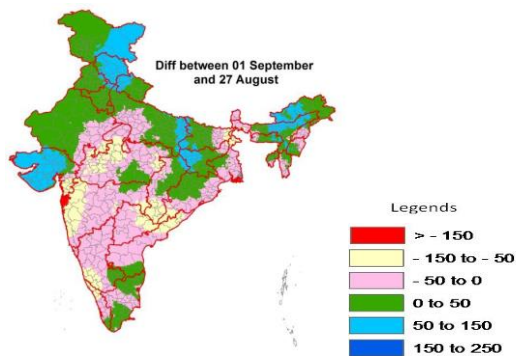 Diff between 01 September
and 27 August
Legends
> - 150
- 150 to - 50
- 50 to 0
0 to 50
50 to 150
150 to 250